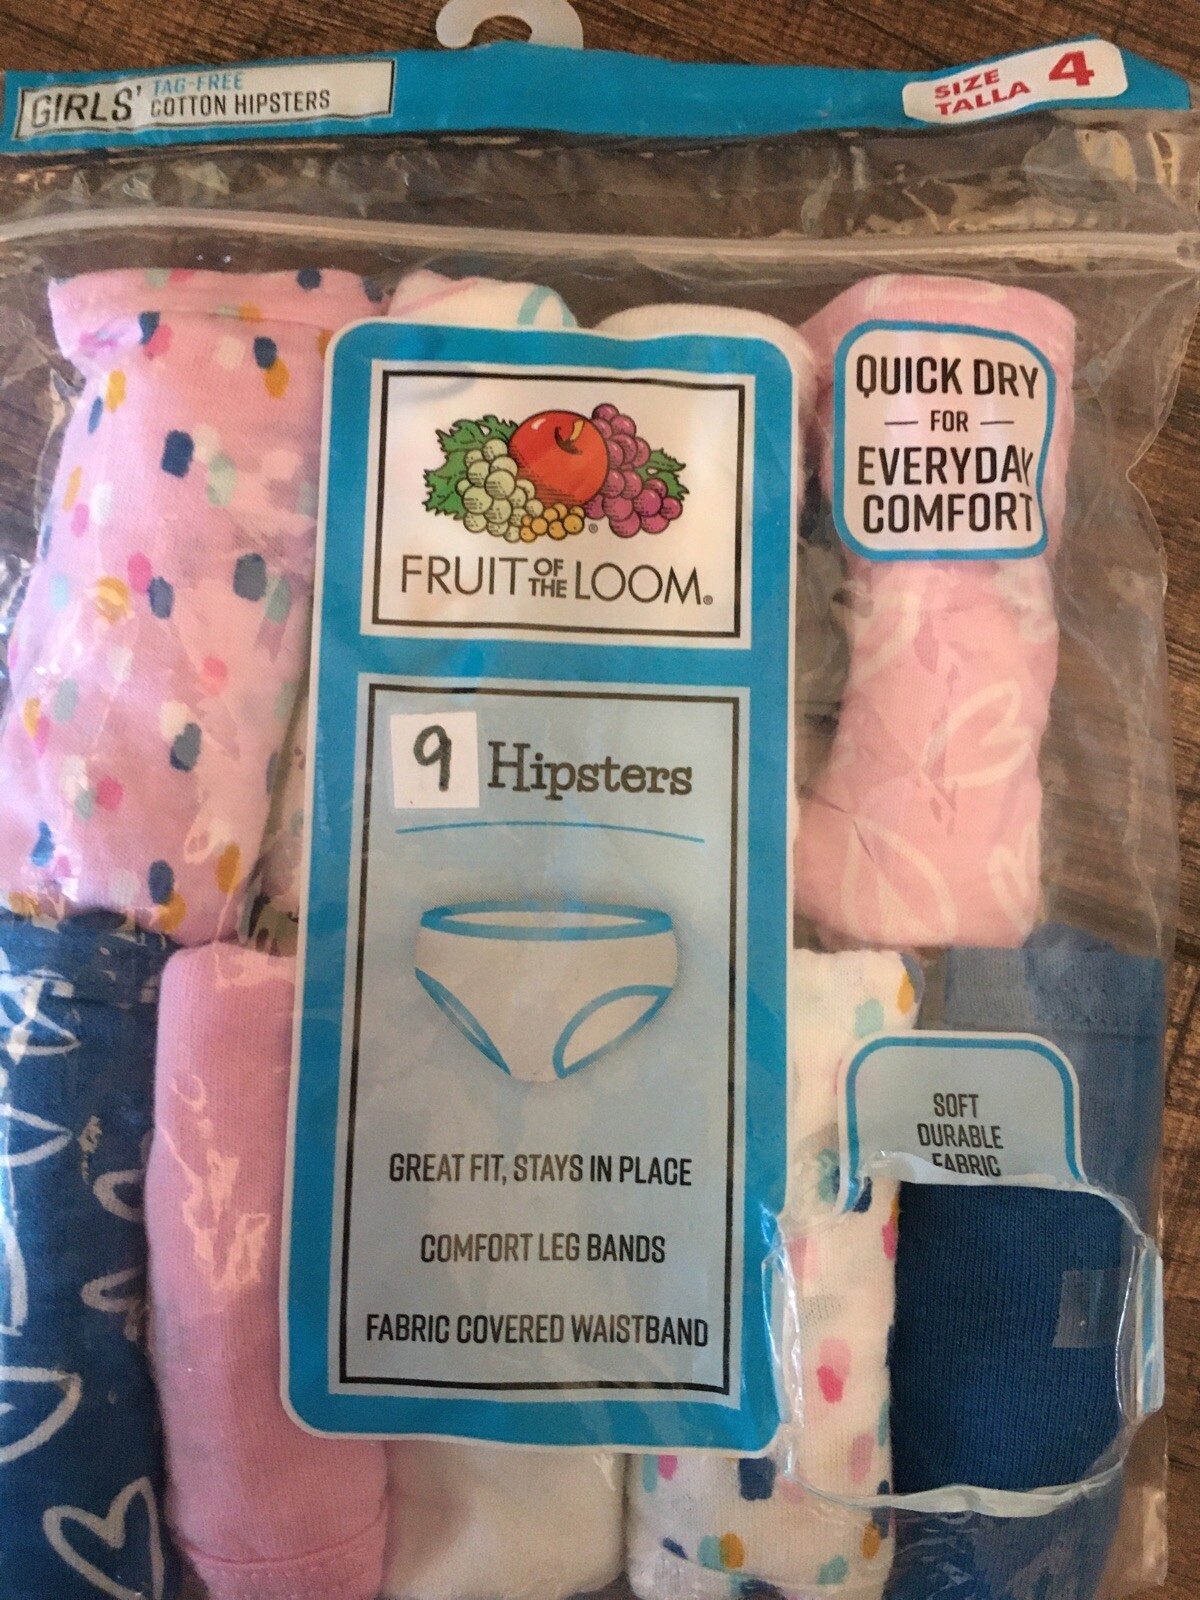 GIRLS' TAG-FREE
COTTON HIPSTERS
SIZE
TALLA 4
QUICK DRY
FOR
EVERYDAY
COMFORT
FRUIT OF THE LOOM®
9 Hipsters
GREAT FIT, STAYS IN PLACE
COMFORT LEG BANDS
FABRIC COVERED WAISTBAND
SOFT
DURABLE
FABRIC